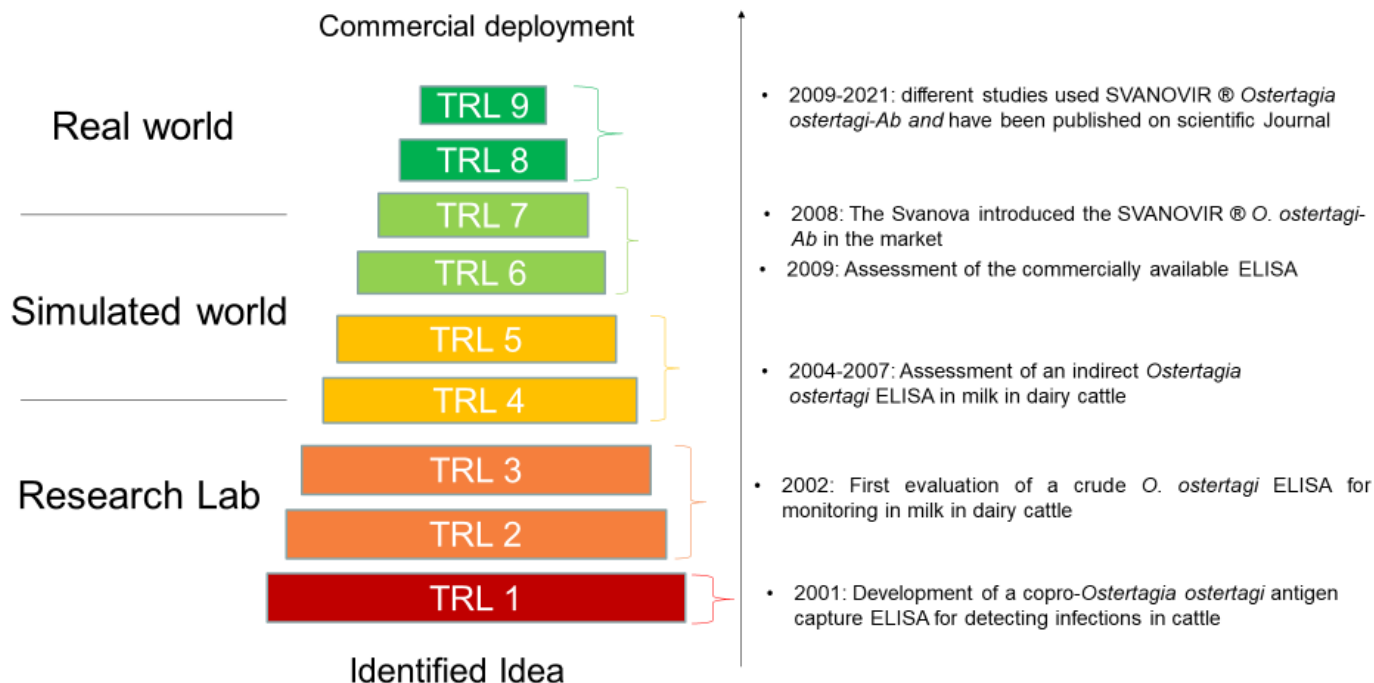 Commercial deployment
Real world
Simulated world
Research Lab
TRL 9
TRL 8
TRL 7
TRL 6
TRL 5
TRL 4
TRL 3
TRL 2
TRL 1
Identified Idea
• 2009-2021: different studies used SVANOVIR ® Ostertagia
ostertagi-Ab and have been published on scientific Journal
• 2008: The Svanova introduced the SVANOVIR ® O. ostertagi-
Ab in the market
• 2009: Assessment of the commercially available ELISA
• 2004-2007: Assessment of an indirect Ostertagia
ostertagi ELISA in milk in dairy cattle
• 2002: First evaluation of a crude O. ostertagi ELISA for
monitoring in milk in dairy cattle
• 2001: Development of a copro-Ostertagia ostertagi antigen
capture ELISA for detecting infections in cattle